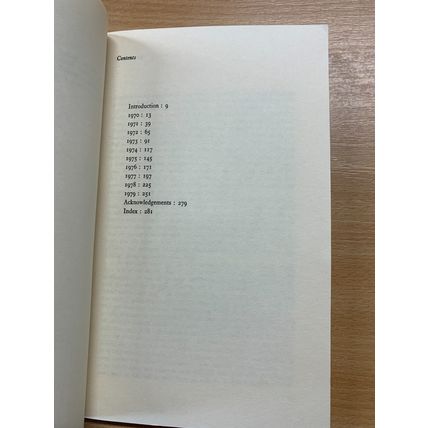 Contents
Introduction : 9
1970 : 13
1971 : 39
1972 : 65
1973 : 91
1974 : 117
1975 : 145
1976 : 171
1977 : 197
1978 : 225
1979 : 251
Acknowledgements : 279
Index : 281